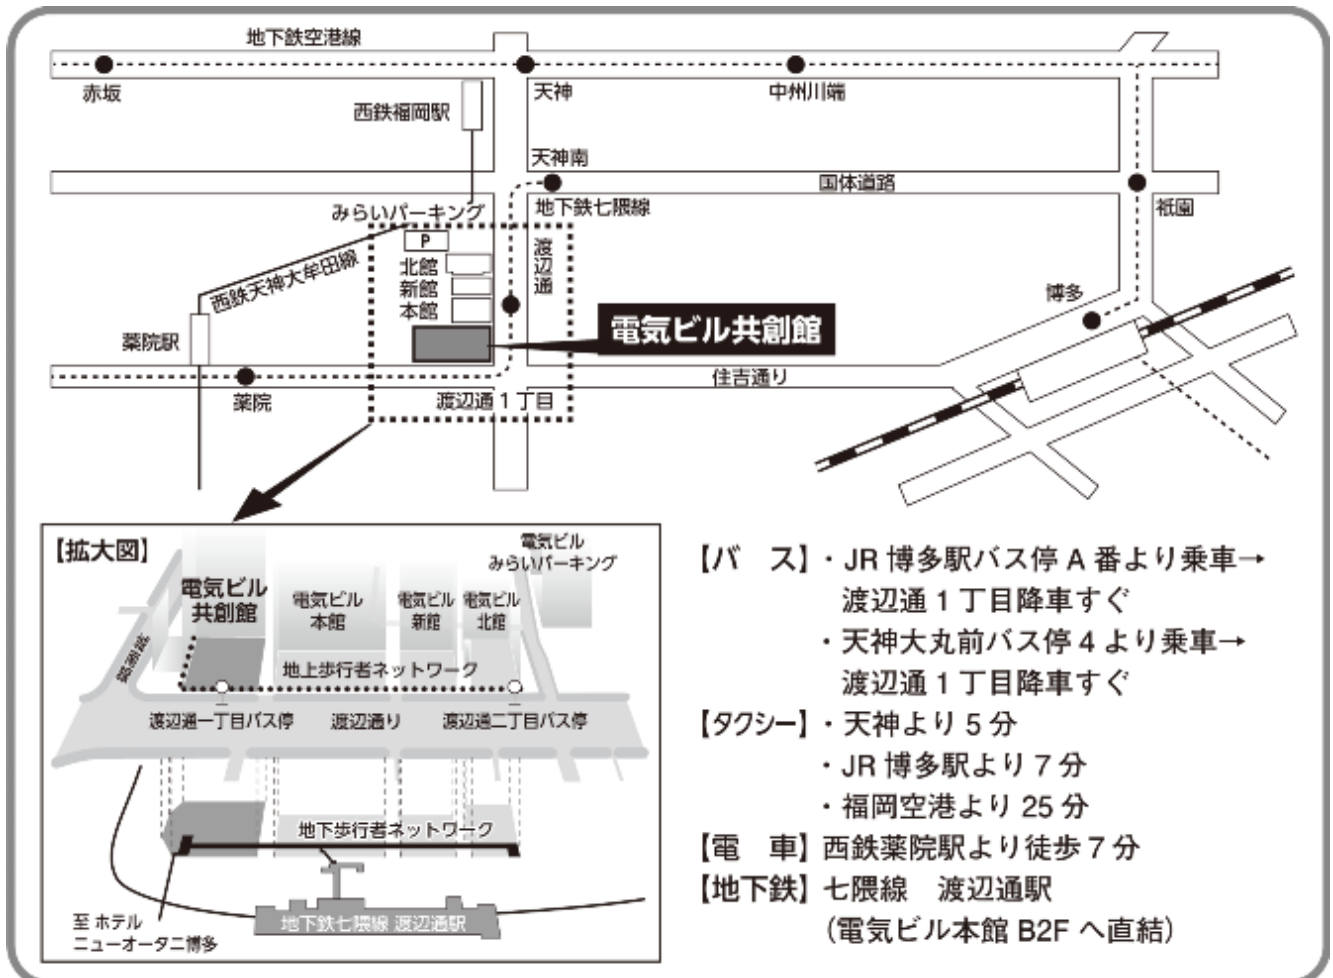 地下鉄空港線
赤坂
天神
中州川端
西鉄福岡駅
天神南
国体道路
祇園
みらいパーキング
地下鉄七隈線
P
渡辺通
北館
新館
本館
西鉄天神大牟田線
博多
電気ビル共創館
薬院駅
薬院
住吉通り
渡辺通1丁目
【拡大図】
電気ビル
みらいパーキング
電気ビル
共創館
電気ビル
本館
電気ビル
新館
電気ビル
北館
地上歩行者ネットワーク
渡辺通一丁目バス停
渡辺通り
渡辺通二丁目バス停
地下歩行者ネットワーク
至 ホテル
ニューオータニ博多
地下鉄七隈線 渡辺通駅
【バ　ス】・JR 博多駅バス停 A 番より乗車→
渡辺通 1 丁目降車すぐ
・天神大丸前バス停 4 より乗車→
渡辺通 1 丁目降車すぐ
【タクシー】・天神より 5 分
・JR 博多駅より 7 分
・福岡空港より 25 分
【電　車】西鉄薬院駅より徒歩 7 分
【地下鉄】七隈線　渡辺通駅
(電気ビル本館 B2F へ直結)